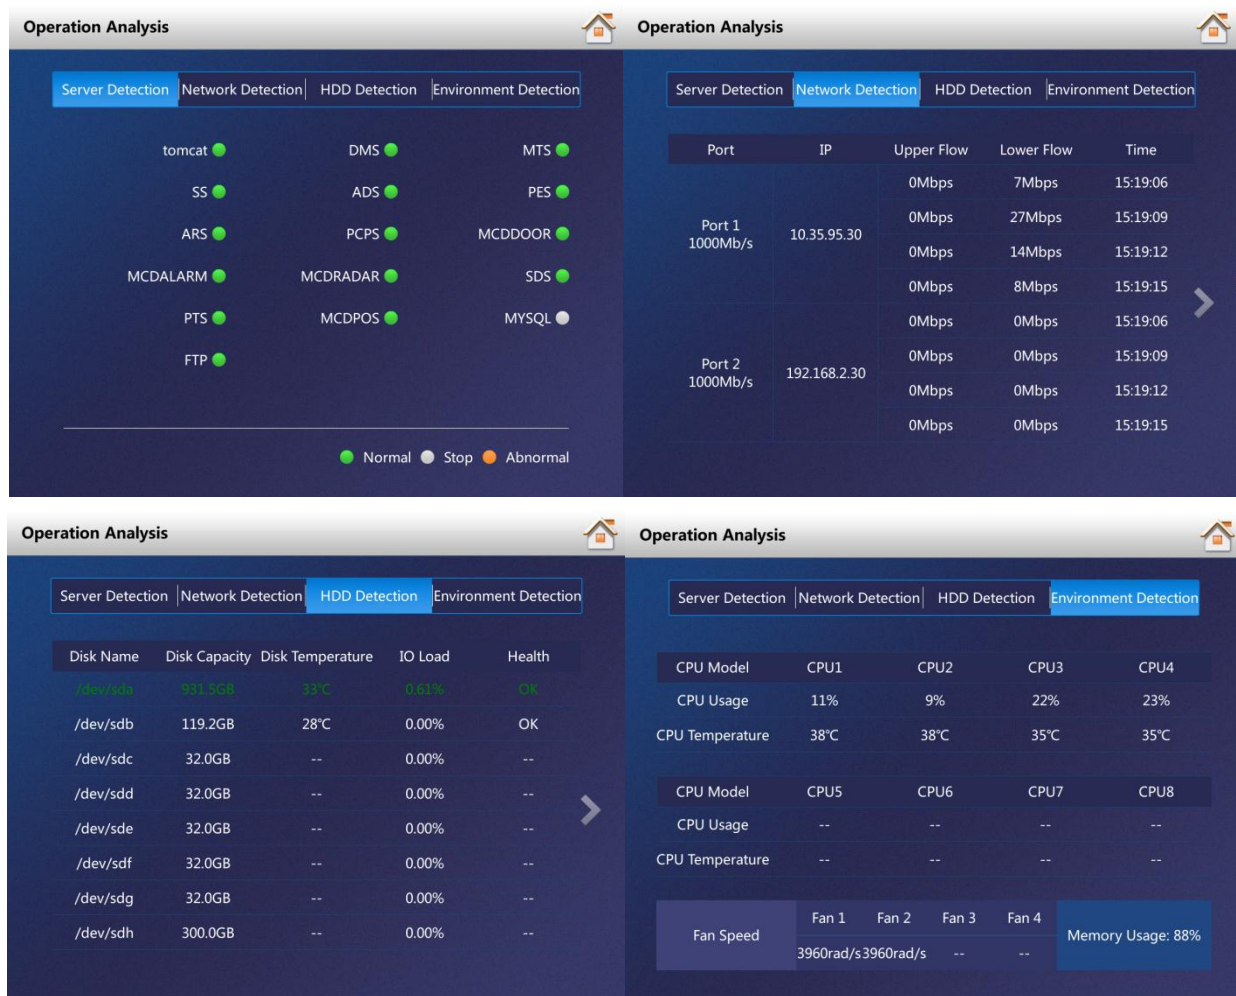 Operation Analysis
Server Detection Network Detection HDD Detection Environment Detection
tomcat DMS MTS
SS ADS PES
ARS PCPS MCDDOOR
MCDALARM MCDRADAR SDS
PTS MCDPOS MYSQL
FTP
Normal Stop Abnormal
Operation Analysis
Server Detection Network Detection HDD Detection Environment Detection
Port IP Upper Flow Lower Flow Time
Port 1
1000Mb/s
10.35.95.30
0Mbps 7Mbps 15:19:06
0Mbps 27Mbps 15:19:09
0Mbps 14Mbps 15:19:12
0Mbps 8Mbps 15:19:15
Port 2
1000Mb/s
192.168.2.30
0Mbps 0Mbps 15:19:06
0Mbps 0Mbps 15:19:09
0Mbps 0Mbps 15:19:12
0Mbps 0Mbps 15:19:15
Operation Analysis
Server Detection Network Detection HDD Detection Environment Detection
Disk Name Disk Capacity Disk Temperature IO Load Health
/dev/sda 931.5GB 33℃ 0.61% OK
/dev/sdb 119.2GB 28℃ 0.00% OK
/dev/sdc 32.0GB -- 0.00% --
/dev/sdd 32.0GB -- 0.00% --
/dev/sde 32.0GB -- 0.00% --
/dev/sdf 32.0GB -- 0.00% --
/dev/sdg 32.0GB -- 0.00% --
/dev/sdh 300.0GB -- 0.00% --
Operation Analysis
Server Detection Network Detection HDD Detection Environment Detection
CPU Model CPU1 CPU2 CPU3 CPU4
CPU Usage 11% 9% 22% 23%
CPU Temperature 38℃ 38℃ 35℃ 35℃
CPU Model CPU5 CPU6 CPU7 CPU8
CPU Usage -- -- -- --
CPU Temperature -- -- -- --
Fan Speed
Fan 1 Fan 2 Fan 3 Fan 4
3960rad/s 3960rad/s -- --
Memory Usage: 88%